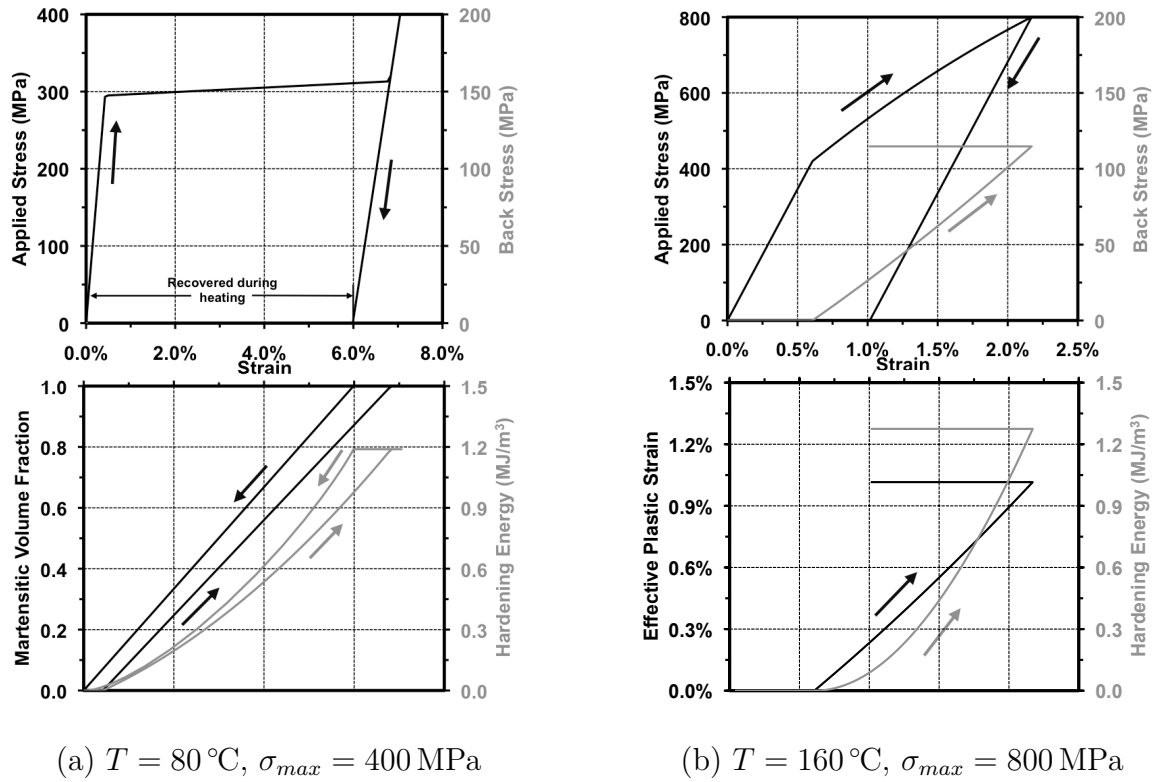 400
300
200
100
0
Applied Stress (MPa)
200
150
100
50
0
Back Stress (MPa)
Recovered during
heating
0.0% 2.0% 4.0% 6.0% 8.0%
Strain
800
600
400
200
0
Applied Stress (MPa)
200
150
100
50
0
Back Stress (MPa)
0.0% 0.5% 1.0% 1.5% 2.0% 2.5%
Strain
1.0
0.8
0.6
0.4
0.2
0.0
Martensitic Volume Fraction
1.5
1.2
0.9
0.6
0.3
0.0
Hardening Energy (MJ/m³)
1.5%
1.2%
0.9%
0.6%
0.3%
0.0%
Effective Plastic Strain
1.5
1.2
0.9
0.6
0.3
0.0
Hardening Energy (MJ/m³)
(a) T = 80 °C, σmax = 400 MPa
(b) T = 160 °C, σmax = 800 MPa